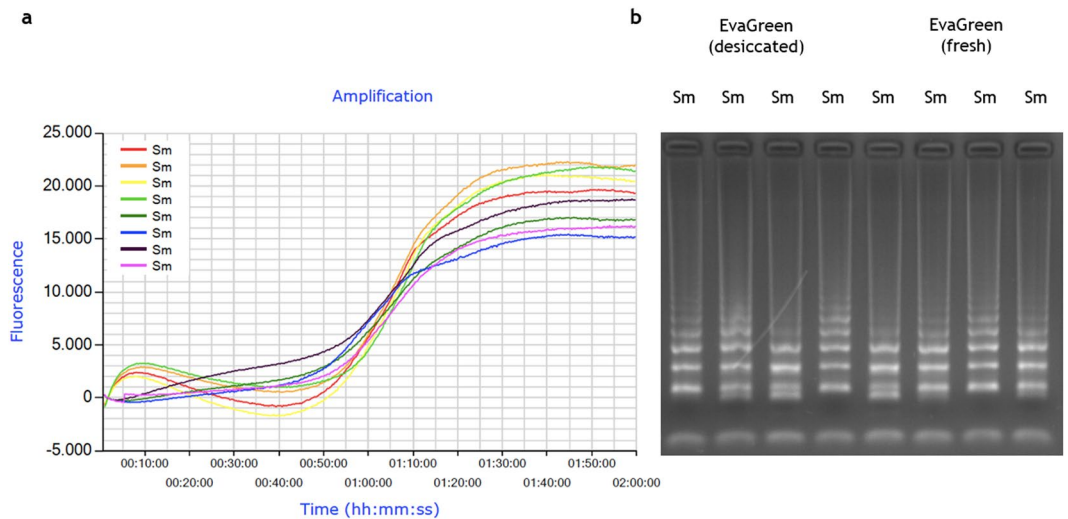 a
Amplification
25.000
20.000
15.000
10.000
5.000
0
-5.000
Fluorescence
Sm
Sm
Sm
Sm
Sm
Sm
Sm
Sm
00:10:00 00:30:00 00:50:00 01:10:00 01:30:00 01:50:00
00:20:00 00:40:00 01:00:00 01:20:00 01:40:00 02:00:00
Time (hh:mm:ss)
b
EvaGreen
(desiccated)
EvaGreen
(fresh)
Sm Sm Sm Sm Sm Sm Sm Sm